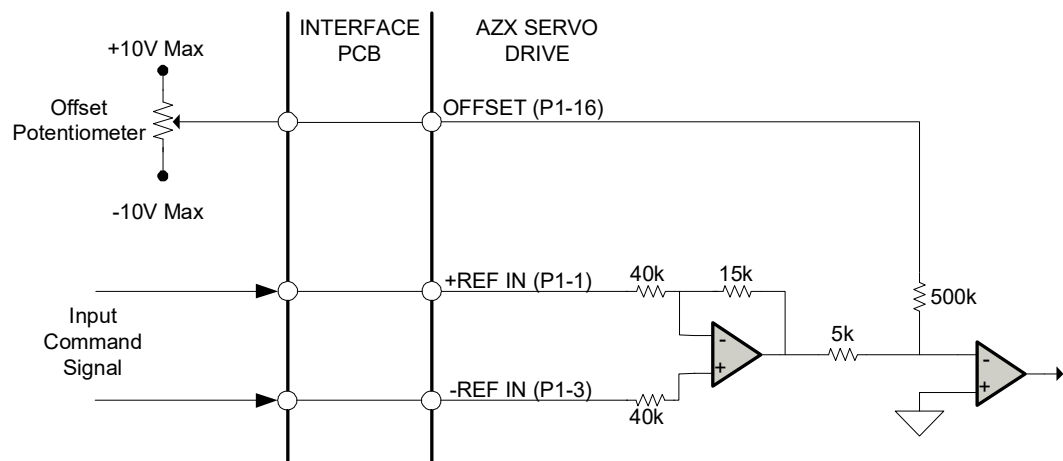 INTERFACE
PCB
AZX SERVO
DRIVE
+10V Max
Offset
Potentiometer
-10V Max
OFFSET (P1-16)
+REF IN (P1-1)
40k
15k
500k
Input
Command
Signal
-
+
5k
-
+
-REF IN (P1-3)
40k